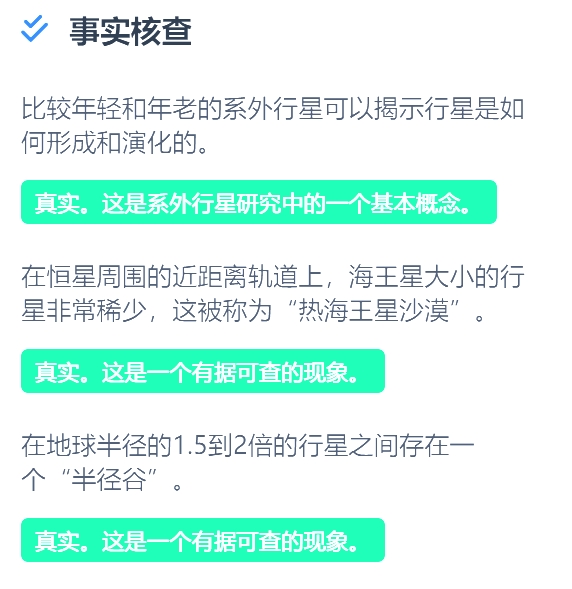 事实核查
比较年轻和年老的系外行星可以揭示行星是如
何形成和演化的。
真实。这是系外行星研究中的一个基本概念。
在恒星周围的近距离轨道上，海王星大小的行
星非常稀少，这被称为“热海王星沙漠”。
真实。这是一个有据可查的现象。
在地球半径的1.5到2倍的行星之间存在一
个“半径谷”。
真实。这是一个有据可查的现象。